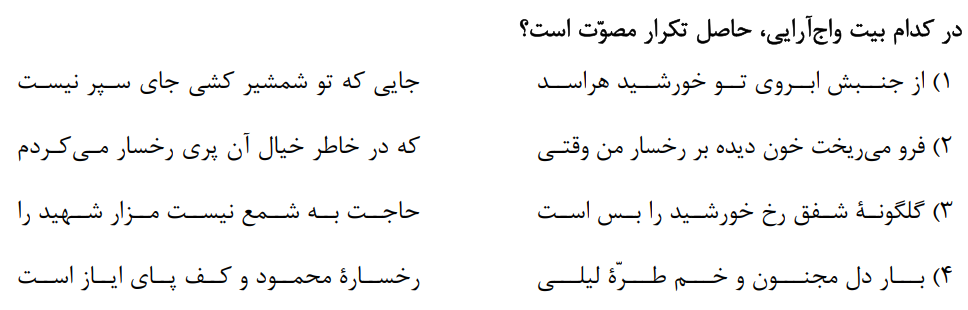 در کدام بیت واج‌آرایی، حاصل تکرار مصوّت است؟
۱) از جنبش ابروی تو خورشید هراسد جایی که تو شمشیر کشی جای سپر نیست
۲) فرو می‌ریخت خون دیده بر رخسار من وقتی که در خاطر خیال آن پری رخسار می‌کردم
۳) گلگونهٔ شفق رخ خورشید را بس است حاجت به شمع نیست مزار شهید را
۴) بار دل مجنون و خم طرّهٔ لیلی رخسارهٔ محمود و کف پای ایاز است